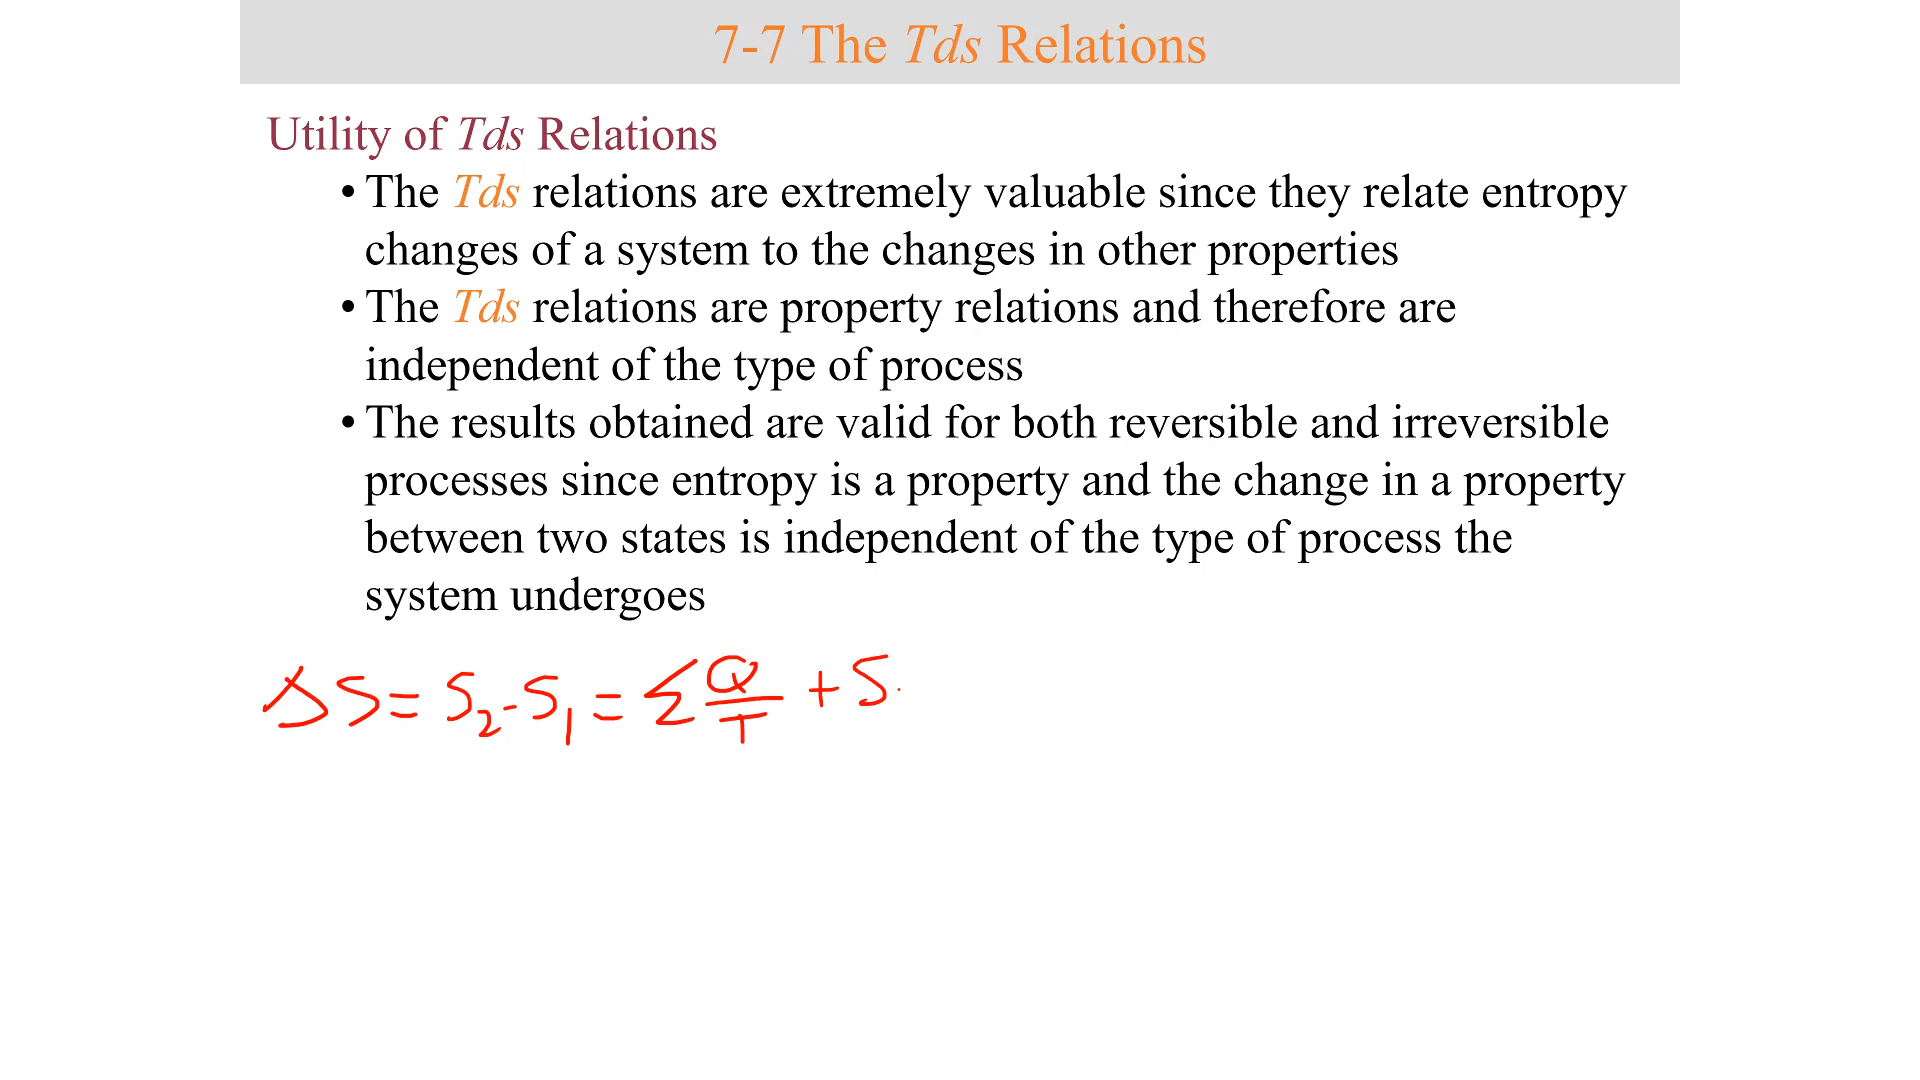 7-7 The Tds Relations
Utility of Tds Relations
• The Tds relations are extremely valuable since they relate entropy
changes of a system to the changes in other properties
• The Tds relations are property relations and therefore are
independent of the type of process
• The results obtained are valid for both reversible and irreversible
processes since entropy is a property and the change in a property
between two states is independent of the type of process the
system undergoes
ΔS = S₂ - S₁ = Σ Q/T + S